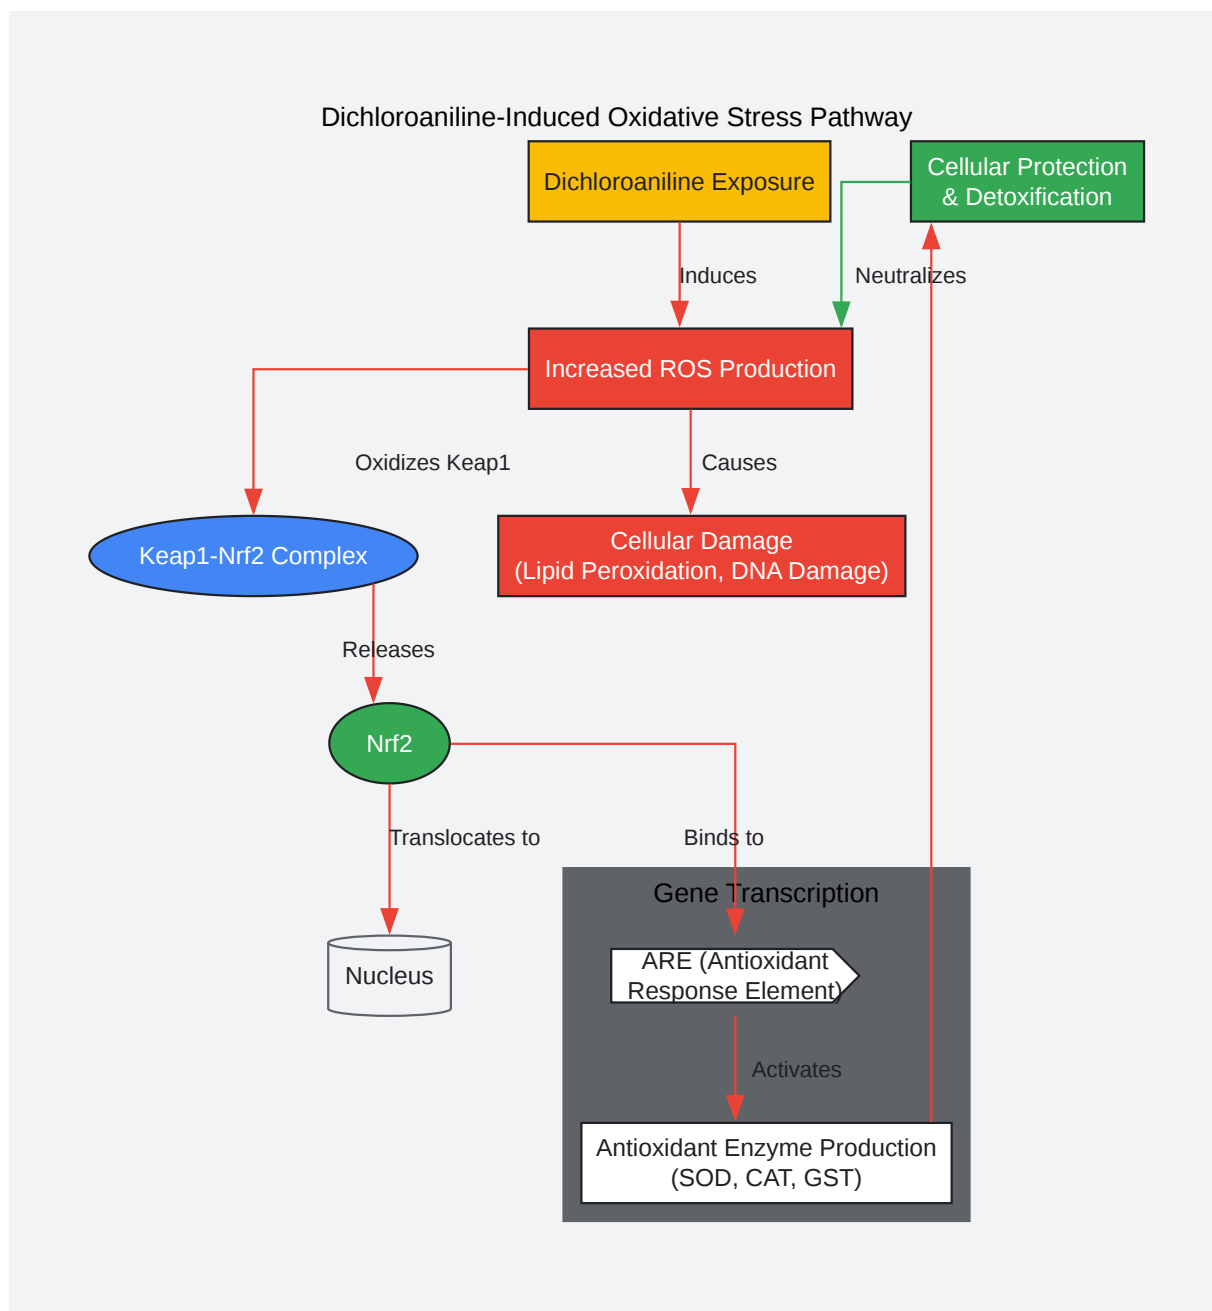 Dichloroaniline-Induced Oxidative Stress Pathway
Dichloroaniline Exposure
Cellular Protection
& Detoxification
Induces
Neutralizes
Increased ROS Production
Oxidizes Keap1
Causes
Keap1-Nrf2 Complex
Cellular Damage
(Lipid Peroxidation, DNA Damage)
Releases
Nrf2
Translocates to
Binds to
Gene Transcription
Nucleus
ARE (Antioxidant
Response Element)
Activates
Antioxidant Enzyme Production
(SOD, CAT, GST)